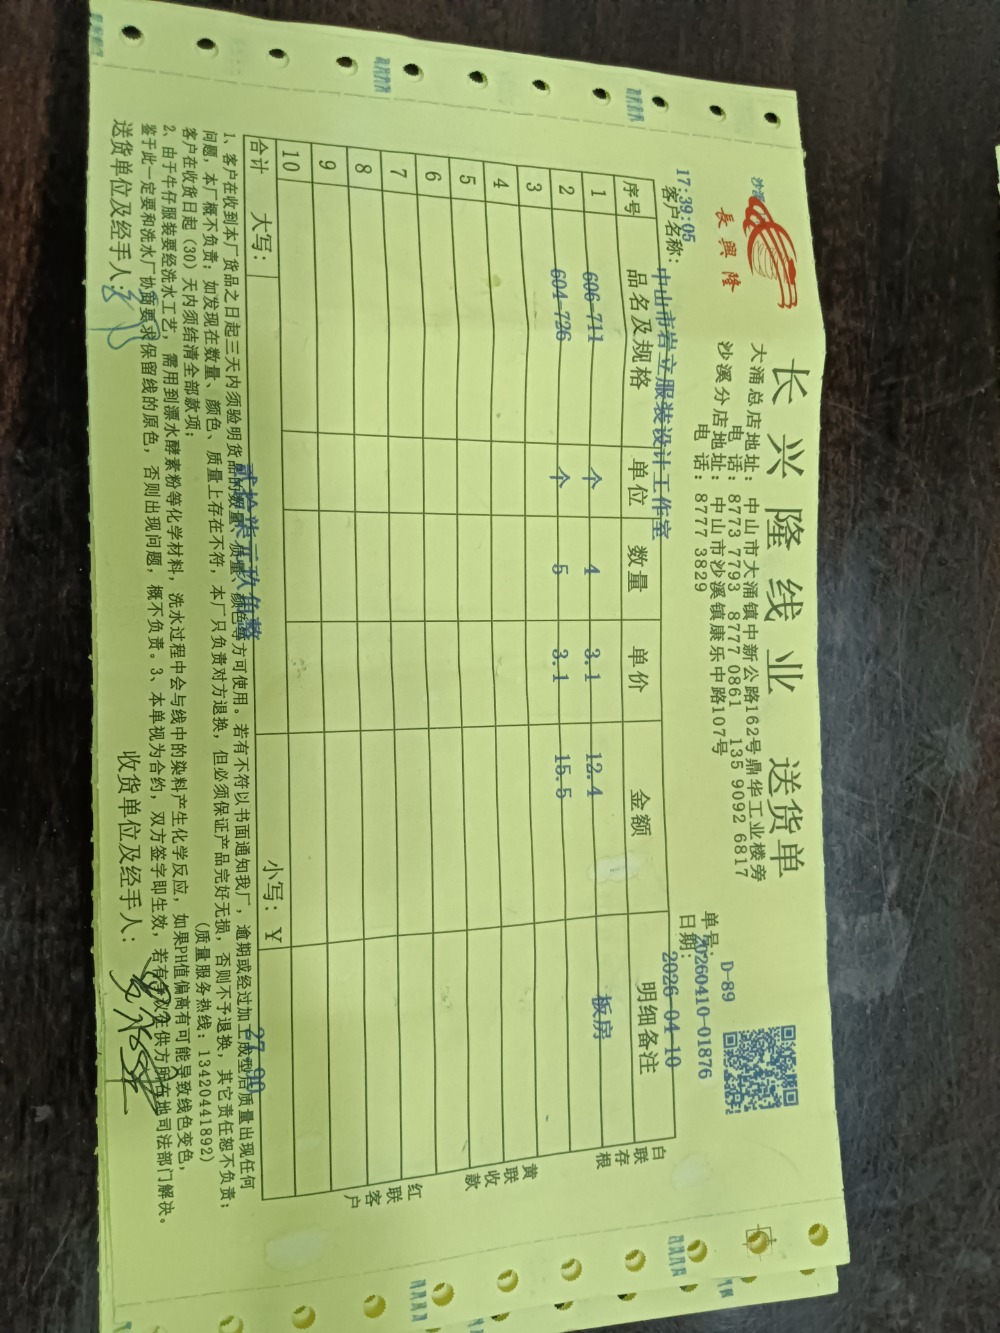 長興隆
长兴隆线业 送货单
大涌总店地址: 中山市大涌镇中新公路162号鼎华工业楼旁
电 话: 8773 7793 8777 0861 135 9092 6817
沙溪分店地址: 中山市沙溪镇康乐中路107号
电 话: 8777 3829
D-89
单号: 20260410-01876
日期: 2026-04-10
17:39:05
客户名称: 中山市岩立服装设计工作室
序号 品名及规格 单位 数量 单价 金额 明细备注
1 606-711 个 4 3.1 12.4 板房
2 604-726 个 5 3.1 15.5
3
4
5
6
7
8
9
10
合计 大写: 贰拾柒元玖角整 小写: Y 27.90
白联存根
黄联收款
红联客户
1、客户在收到本厂货品之日起三天内须验明货品的数量、质量、颜色等方可使用。若有不符以书面通知我厂,逾期或经过加工成型后质量出现任何
问题,本厂概不负责;如发现在数量、颜色、质量上存在不符,本厂只负责对方退换,但必须保证产品完好无损,否则不予退换,其它责任恕不负责;
客户在收货日起(30)天内须结清全部款项; (质量服务热线: 13420441892)
2、由于牛仔服装要经洗水工艺,需用到漂水酵素粉等化学材料,洗水过程中会与线中的染料产生化学反应,如果PH值偏高有可能导致线色变色,
鉴于此一定要和洗水厂协商要求保留线的原色,否则出现问题,概不负责。3、本单视为合约,双方签字即生效,若有争议在供方所在地司法部门解决。
送货单位及经手人: 收货单位及经手人: